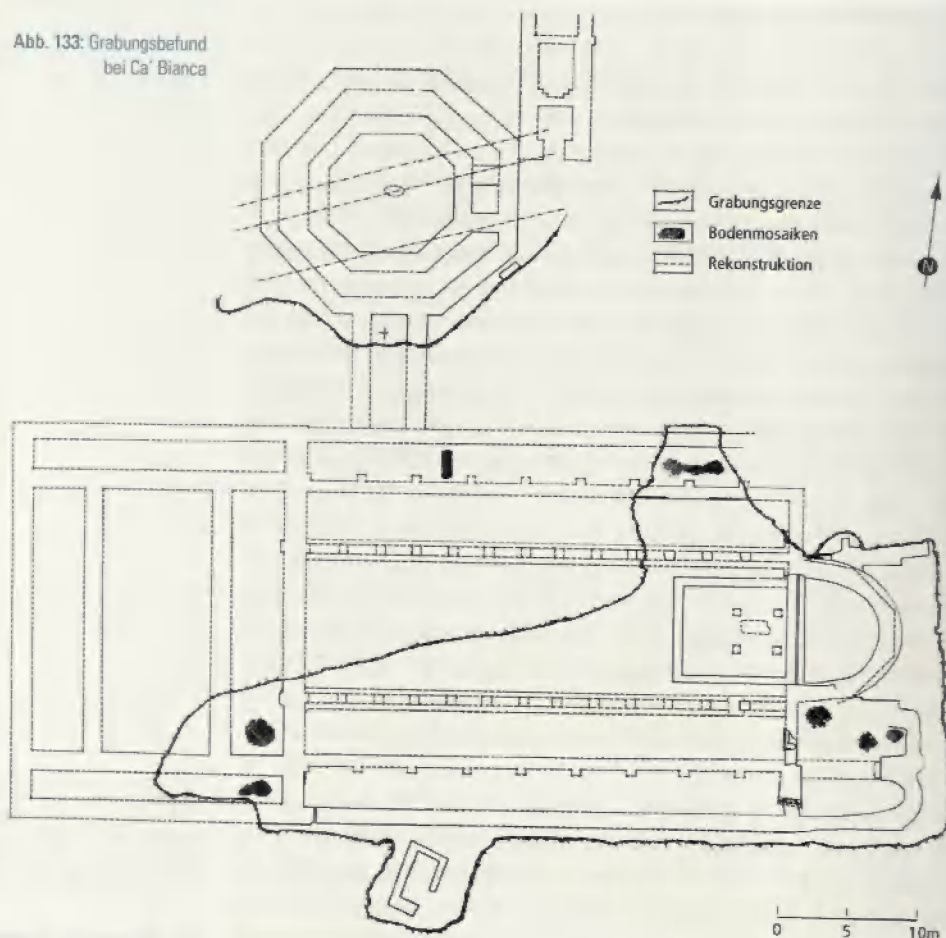 Abb. 133: Grabungsbefund
bei Ca' Bianca
Grabungsgrenze
Bodenmosaiken
Rekonstruktion
N
0 5 10m